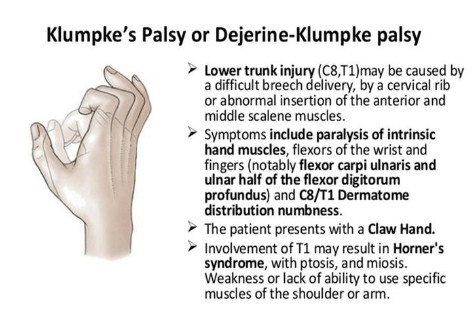 Klumpke's Palsy or Dejerine-Klumpke palsy
➢ Lower trunk injury (C8,T1)may be caused by
a difficult breech delivery, by a cervical rib
or abnormal insertion of the anterior and
middle scalene muscles.
➢ Symptoms include paralysis of intrinsic
hand muscles, flexors of the wrist and
fingers (notably flexor carpi ulnaris and
ulnar half of the flexor digitorum
profundus) and C8/T1 Dermatome
distribution numbness.
➢ The patient presents with a Claw Hand.
➢ Involvement of T1 may result in Horner's
syndrome, with ptosis, and miosis.
Weakness or lack of ability to use specific
muscles of the shoulder or arm.